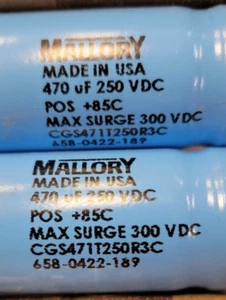 MALLORY
MADE IN USA
470 uF 250 VDC
POS +85C
MAX SURGE 300 VDC
CGS471T250R3C
658-0422-189
MALLORY
MADE IN USA
470 uF 250 VDC
POS +85C
MAX SURGE 300 VDC
CGS471T250R3C
658-0422-189